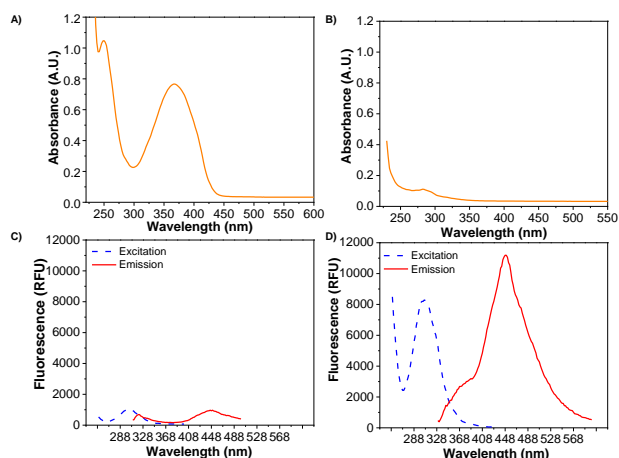 A)
1.2
1.0
0.8
0.6
0.4
0.2
0.0
Absorbance (A.U.)
250 300 350 400 450 500 550 600
Wavelength (nm)
B)
1.2
1.0
0.8
0.6
0.4
0.2
0.0
Absorbance (A.U.)
250 300 350 400 450 500 550
Wavelength (nm)
C)
12000
10000
8000
6000
4000
2000
0
Fluorescence (RFU)
Excitation
Emission
288 328 368 408 448 488 528 568
Wavelength (nm)
D)
12000
10000
8000
6000
4000
2000
0
Fluorescence (RFU)
Excitation
Emission
288 328 368 408 448 488 528 568
Wavelength (nm)